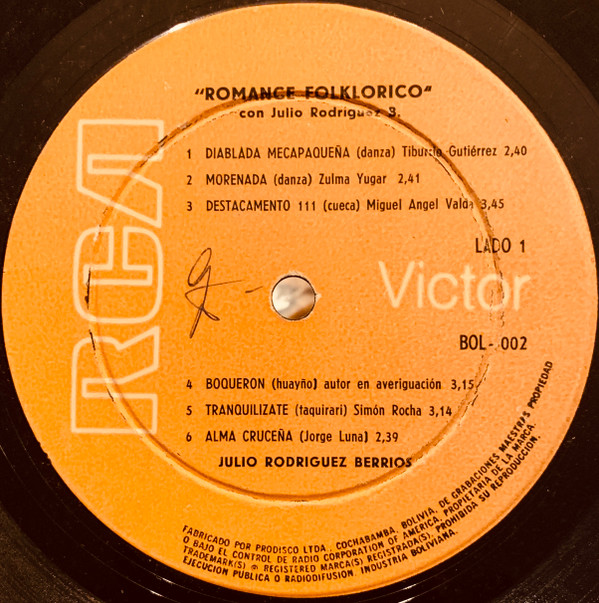 "ROMANCE FOLKLORICO"
con Julio Rodriguez B.
1 DIABLADA MECAPAQUEÑA (danza) Tiburcio Gutiérrez 2,40
2 MORENADA (danza) Zulma Yugar 2,41
3 DESTACAMENTO 111 (cueca) Miguel Angel Valda 3,45
LADO 1
RCA
Victor
BOL-.002
4 BOQUERON (huayño) autor en averiguación 3,15
5 TRANQUILIZATE (taquirari) Simón Rocha 3,14
6 ALMA CRUCEÑA (Jorge Luna) 2,39
JULIO RODRIGUEZ BERRIOS
FABRICADO POR PRODISCO LTDA., COCHABAMBA, BOLIVIA, DE GRABACIONES MAESTRAS PROPIEDAD
O BAJO EL CONTROL DE RADIO CORPORATION OF AMERICA, PROPIETARIA DE LA MARCA.
TRADEMARK(S) ® REGISTERED MARCA(S) REGISTRADA(S). PROHIBIDA SU REPRODUCCION.
EJECUCION PUBLICA O RADIODIFUSION. INDUSTRIA BOLIVIANA.